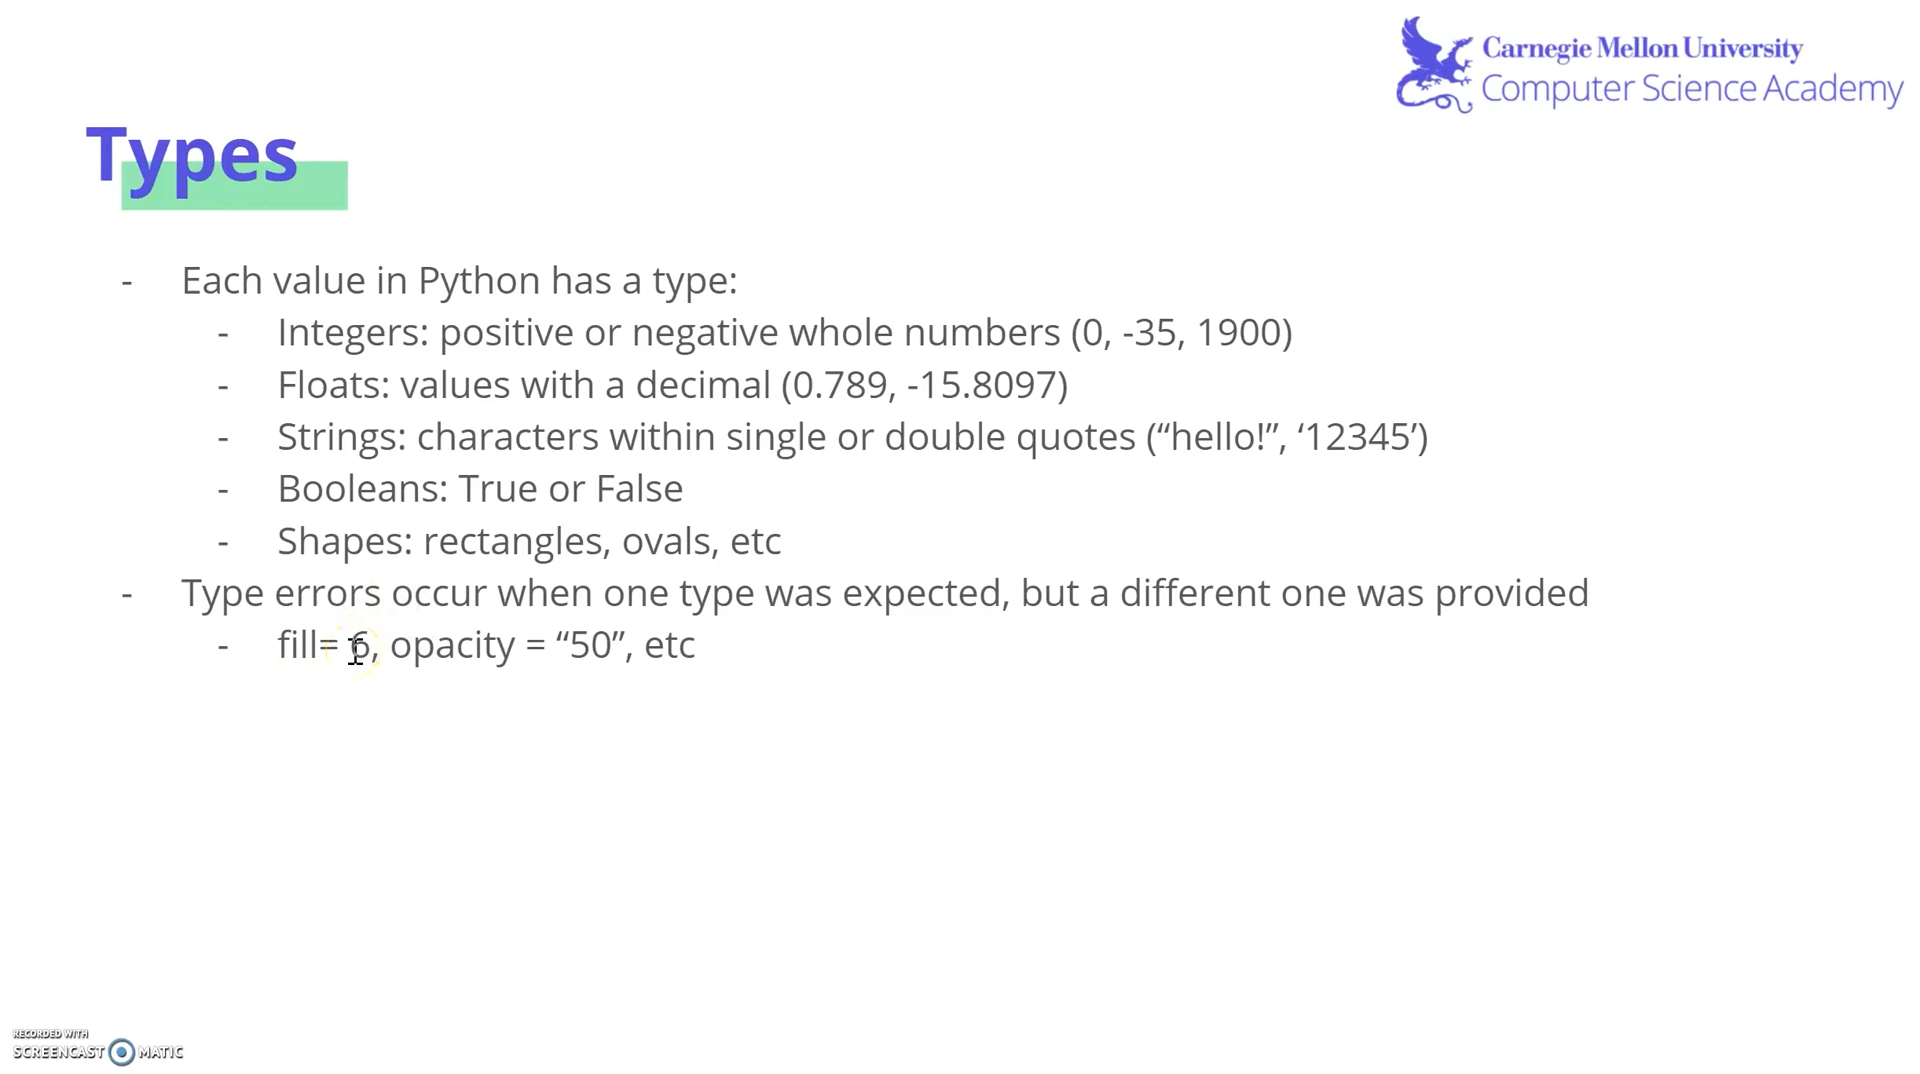 Carnegie Mellon University
Computer Science Academy
Types
- Each value in Python has a type:
- Integers: positive or negative whole numbers (0, -35, 1900)
- Floats: values with a decimal (0.789, -15.8097)
- Strings: characters within single or double quotes (“hello!”, ‘12345’)
- Booleans: True or False
- Shapes: rectangles, ovals, etc
- Type errors occur when one type was expected, but a different one was provided
- fill= 6, opacity = “50”, etc
RECORDED WITH
SCREENCAST MATIC